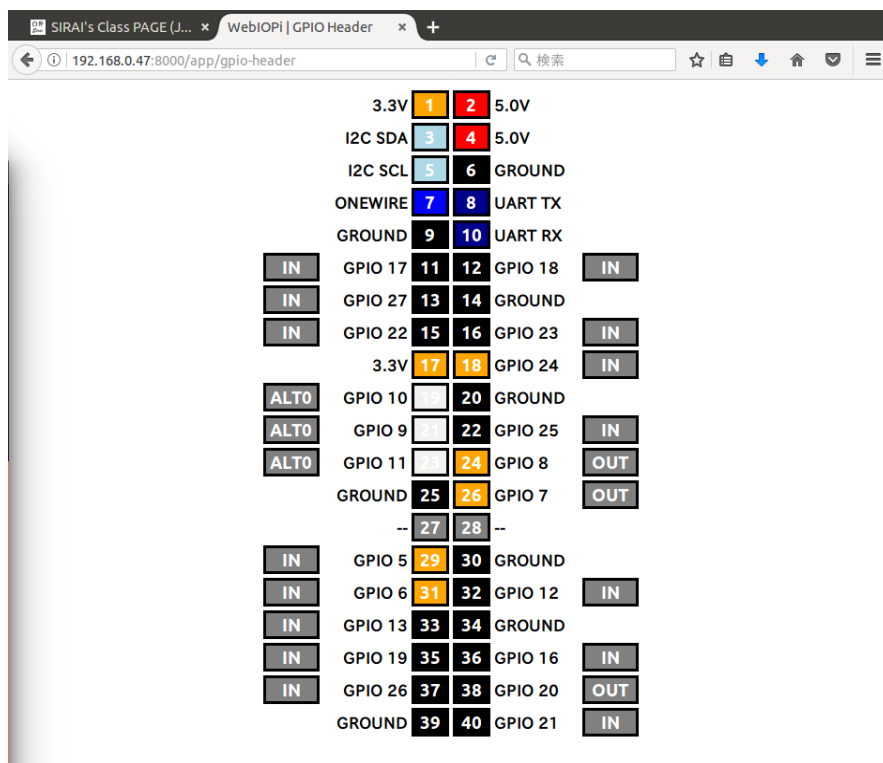 SIRAI's Class PAGE (J... × WebIOPi | GPIO Header × +
192.168.0.47:8000/app/gpio-header 検索
3.3V 1 2 5.0V
I2C SDA 3 4 5.0V
I2C SCL 5 6 GROUND
ONEWIRE 7 8 UART TX
GROUND 9 10 UART RX
IN GPIO 17 11 12 GPIO 18 IN
IN GPIO 27 13 14 GROUND
IN GPIO 22 15 16 GPIO 23 IN
3.3V 17 18 GPIO 24 IN
ALT0 GPIO 10 19 20 GROUND
ALT0 GPIO 9 21 22 GPIO 25 IN
ALT0 GPIO 11 23 24 GPIO 8 OUT
GROUND 25 26 GPIO 7 OUT
-- 27 28 --
IN GPIO 5 29 30 GROUND
IN GPIO 6 31 32 GPIO 12 IN
IN GPIO 13 33 34 GROUND
IN GPIO 19 35 36 GPIO 16 IN
IN GPIO 26 37 38 GPIO 20 OUT
GROUND 39 40 GPIO 21 IN